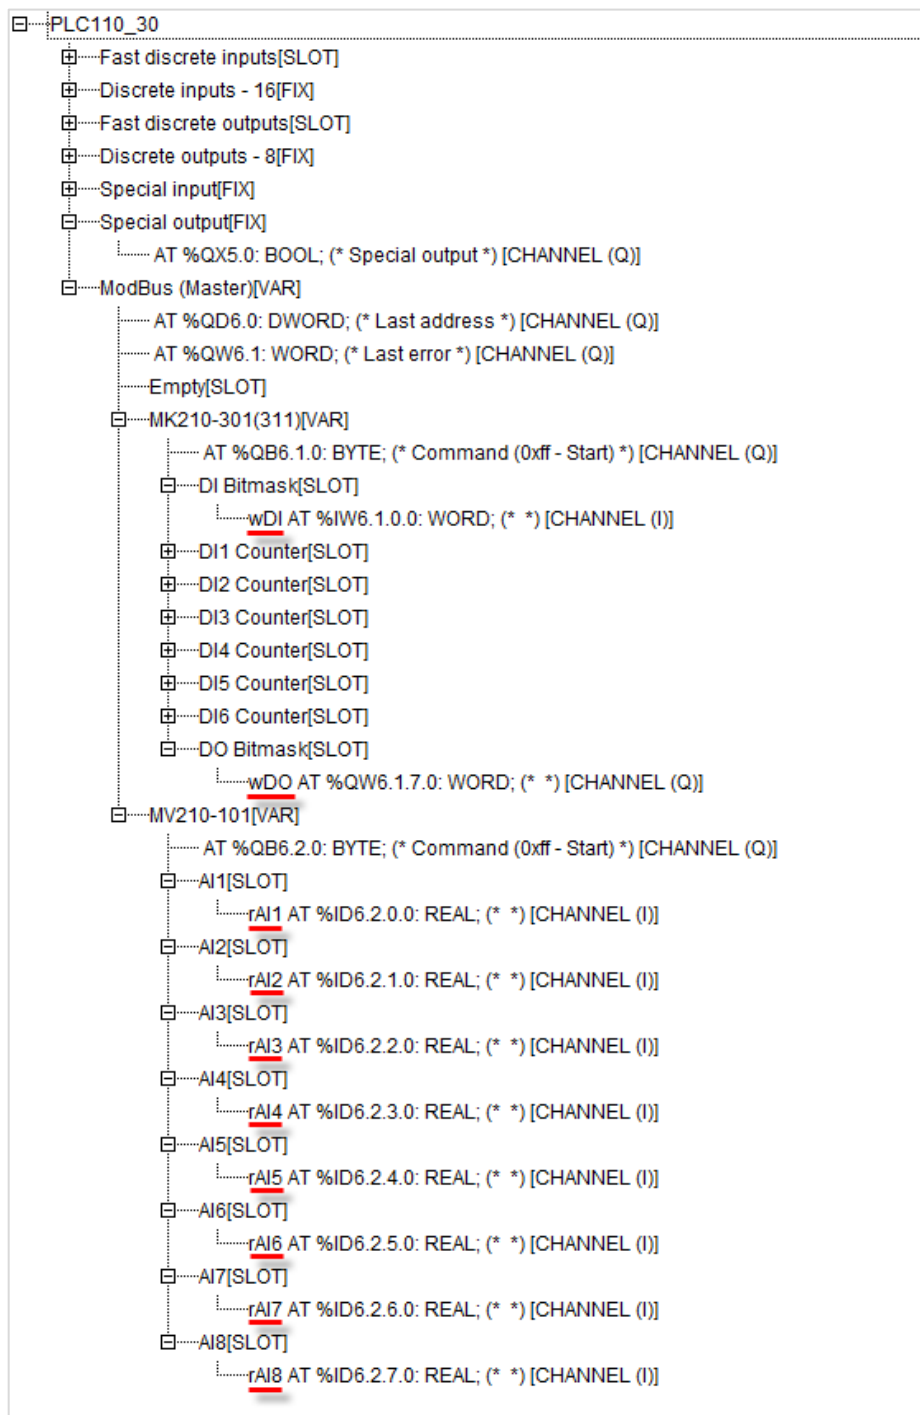 PLC110_30
Fast discrete inputs[SLOT]
Discrete inputs - 16[FIX]
Fast discrete outputs[SLOT]
Discrete outputs - 8[FIX]
Special input[FIX]
Special output[FIX]
AT %QX5.0: BOOL; (* Special output *) [CHANNEL (Q)]
ModBus (Master)[VAR]
AT %QD6.0: DWORD; (* Last address *) [CHANNEL (Q)]
AT %QW6.1: WORD; (* Last error *) [CHANNEL (Q)]
Empty[SLOT]
MK210-301(311)[VAR]
AT %QB6.1.0: BYTE; (* Command (0xff - Start) *) [CHANNEL (Q)]
DI Bitmask[SLOT]
wDI AT %IW6.1.0.0: WORD; (* *) [CHANNEL (I)]
DI1 Counter[SLOT]
DI2 Counter[SLOT]
DI3 Counter[SLOT]
DI4 Counter[SLOT]
DI5 Counter[SLOT]
DI6 Counter[SLOT]
DO Bitmask[SLOT]
wDO AT %QW6.1.7.0: WORD; (* *) [CHANNEL (Q)]
MV210-101[VAR]
AT %QB6.2.0: BYTE; (* Command (0xff - Start) *) [CHANNEL (Q)]
AI1[SLOT]
rAI1 AT %ID6.2.0.0: REAL; (* *) [CHANNEL (I)]
AI2[SLOT]
rAI2 AT %ID6.2.1.0: REAL; (* *) [CHANNEL (I)]
AI3[SLOT]
rAI3 AT %ID6.2.2.0: REAL; (* *) [CHANNEL (I)]
AI4[SLOT]
rAI4 AT %ID6.2.3.0: REAL; (* *) [CHANNEL (I)]
AI5[SLOT]
rAI5 AT %ID6.2.4.0: REAL; (* *) [CHANNEL (I)]
AI6[SLOT]
rAI6 AT %ID6.2.5.0: REAL; (* *) [CHANNEL (I)]
AI7[SLOT]
rAI7 AT %ID6.2.6.0: REAL; (* *) [CHANNEL (I)]
AI8[SLOT]
rAI8 AT %ID6.2.7.0: REAL; (* *) [CHANNEL (I)]